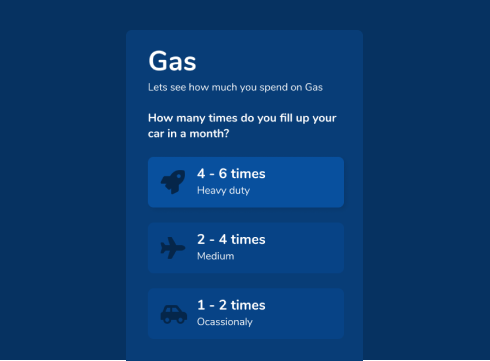 Gas
Lets see how much you spend on Gas
How many times do you fill up your
car in a month?
4 - 6 times
Heavy duty
2 - 4 times
Medium
1 - 2 times
Ocassionaly